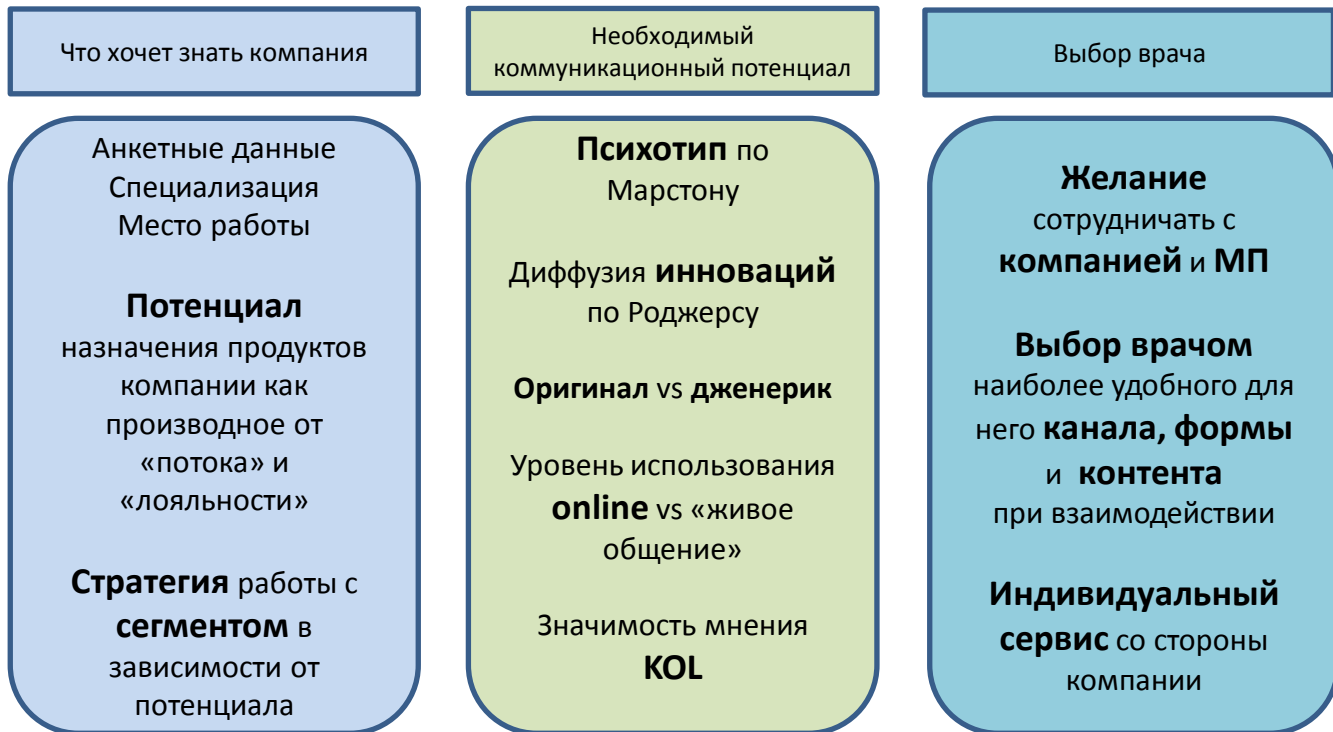 Что хочет знать компания
Анкетные данные
Специализация
Место работы
Потенциал
назначения продуктов
компании как
производное от
«потока» и
«лояльности»
Стратегия работы с
сегментом в
зависимости от
потенциала
Необходимый
коммуникационный потенциал
Психотип по
Марстону
Диффузия инноваций
по Роджерсу
Оригинал vs дженерик
Уровень использования
online vs «живое
общение»
Значимость мнения
KOL
Выбор врача
Желание
сотрудничать с
компанией и МП
Выбор врачом
наиболее удобного для
него канала, формы
и контента
при взаимодействии
Индивидуальный
сервис со стороны
компании